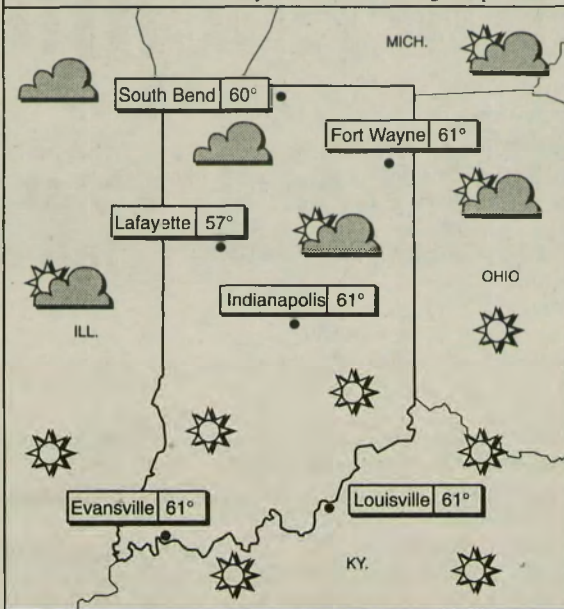 MICH.
South Bend 60°
Fort Wayne 61°
Lafayette 57°
OHIO
Indianapolis 61°
ILL.
Evansville 61°
Louisville 61°
KY.